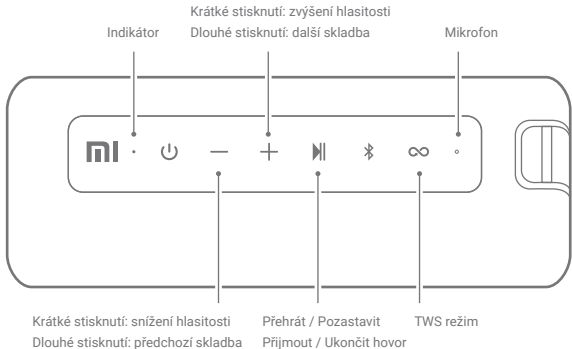 Krátké stisknutí: zvýšení hlasitosti
Indikátor
Dlouhé stisknutí: další skladba
Mikrofon
mi
Krátké stisknutí: snížení hlasitosti
Dlouhé stisknutí: předchozí skladba
Přehrát / Pozastavit
Přijmout / Ukončit hovor
TWS režim